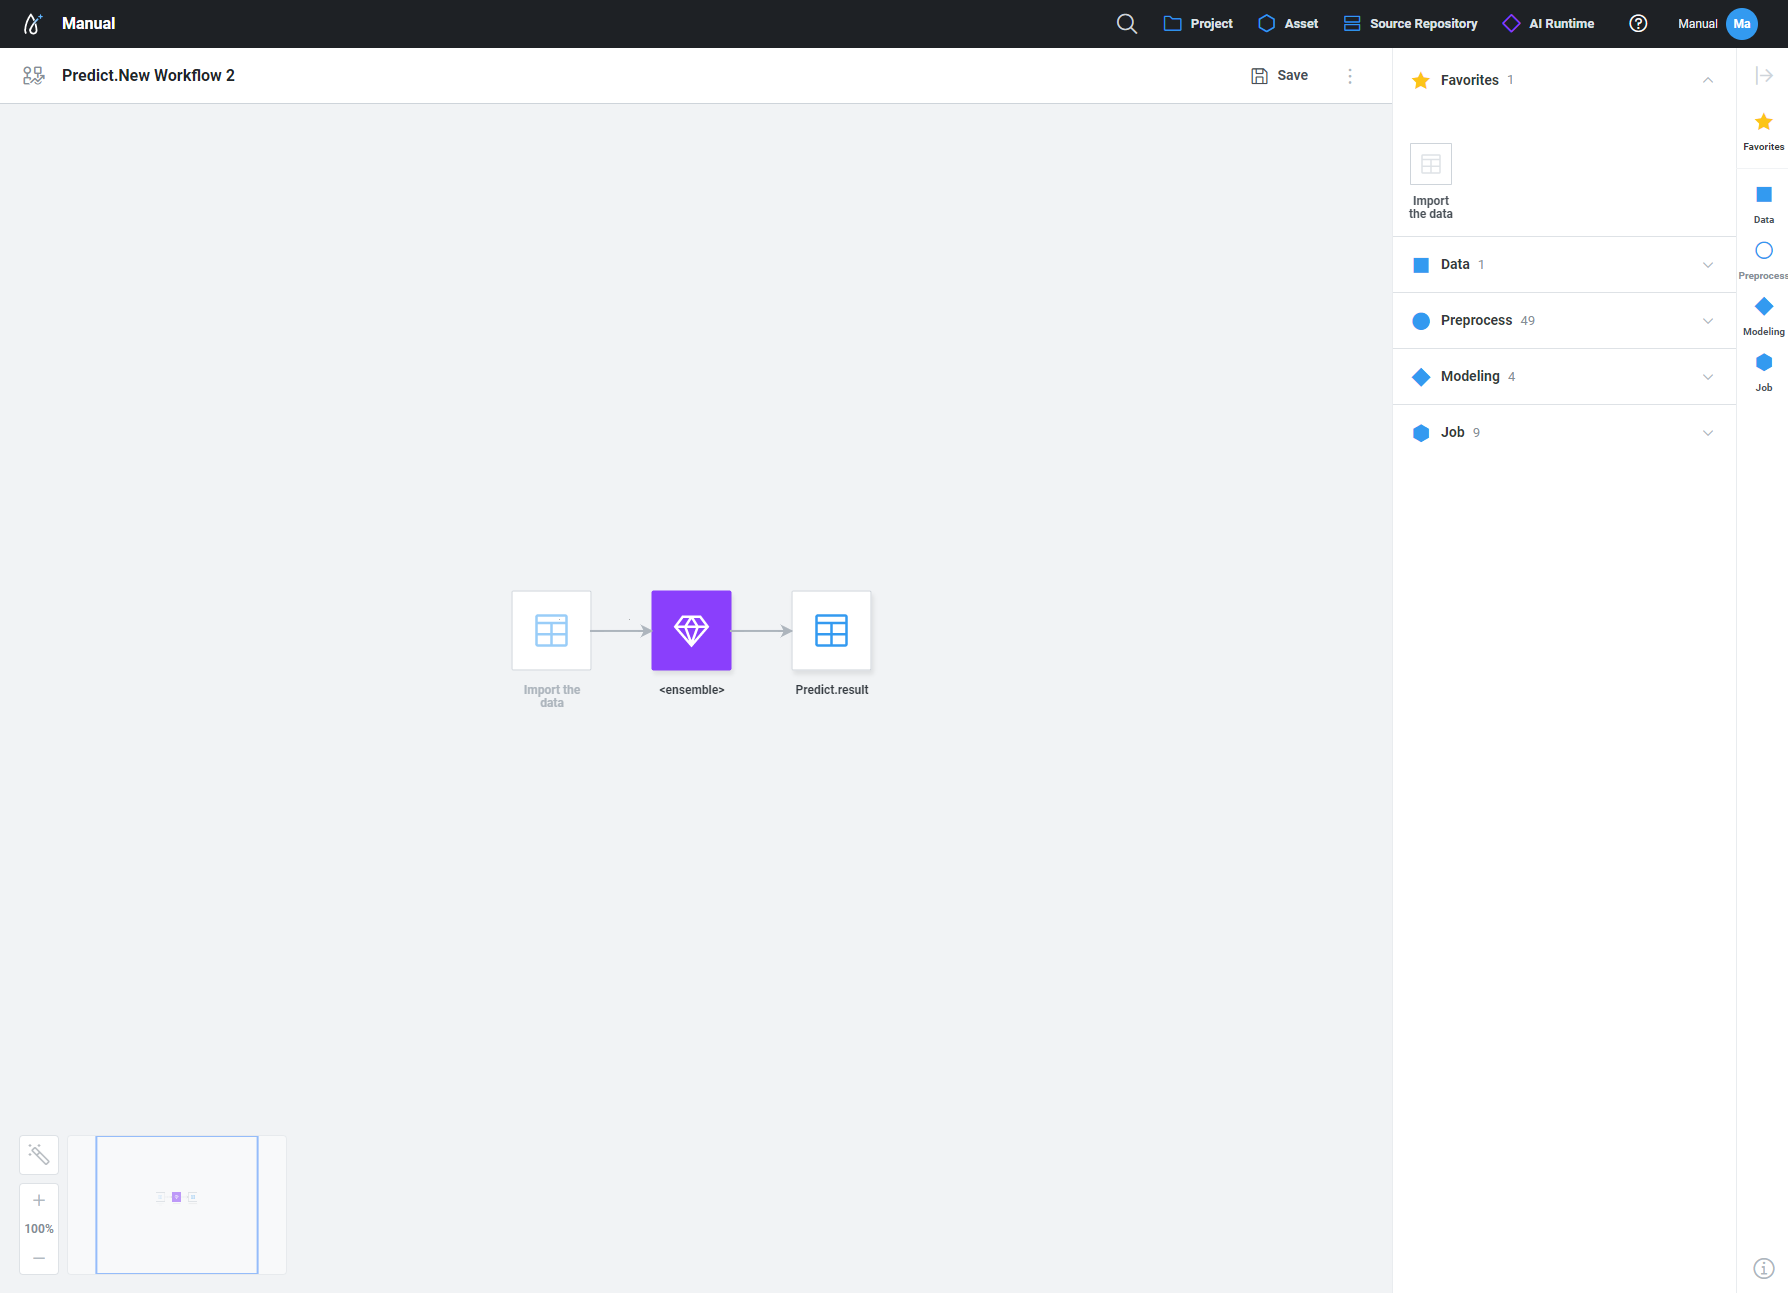 Manual
Project
Asset
Source Repository
AI Runtime
Manual
Ma
Predict.New Workflow 2
Save
Favorites 1
Import
the data
Data 1
Preprocess 49
Modeling 4
Job 9
Favorites
Data
Preprocess
Modeling
Job
Import the
data
<ensemble>
Predict.result
100%